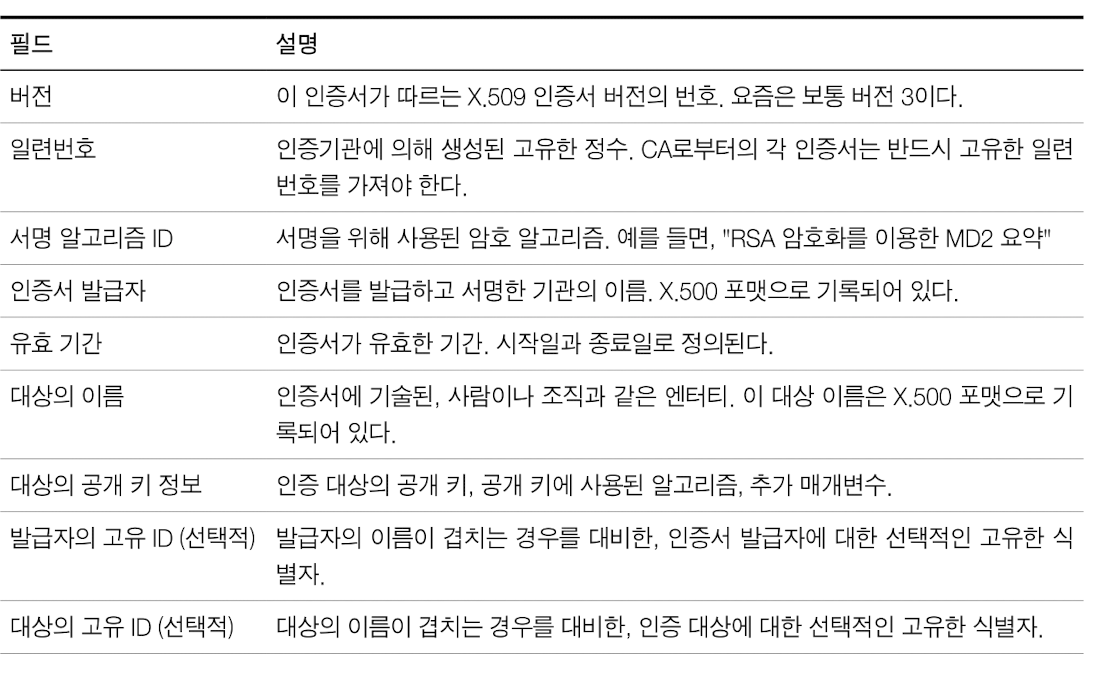 필드 설명
버전 이 인증서가 따르는 X.509 인증서 버전의 번호. 요즘은 보통 버전 3이다.
일련번호 인증기관에 의해 생성된 고유한 정수. CA로부터의 각 인증서는 반드시 고유한 일련
번호를 가져야 한다.
서명 알고리즘 ID 서명을 위해 사용된 암호 알고리즘. 예를 들면, "RSA 암호화를 이용한 MD2 요약"
인증서 발급자 인증서를 발급하고 서명한 기관의 이름. X.500 포맷으로 기록되어 있다.
유효 기간 인증서가 유효한 기간. 시작일과 종료일로 정의된다.
대상의 이름 인증서에 기술된, 사람이나 조직과 같은 엔터티. 이 대상 이름은 X.500 포맷으로 기
록되어 있다.
대상의 공개 키 정보 인증 대상의 공개 키, 공개 키에 사용된 알고리즘, 추가 매개변수.
발급자의 고유 ID (선택적) 발급자의 이름이 겹치는 경우를 대비한, 인증서 발급자에 대한 선택적인 고유한 식
별자.
대상의 고유 ID (선택적) 대상의 이름이 겹치는 경우를 대비한, 인증 대상에 대한 선택적인 고유한 식별자.